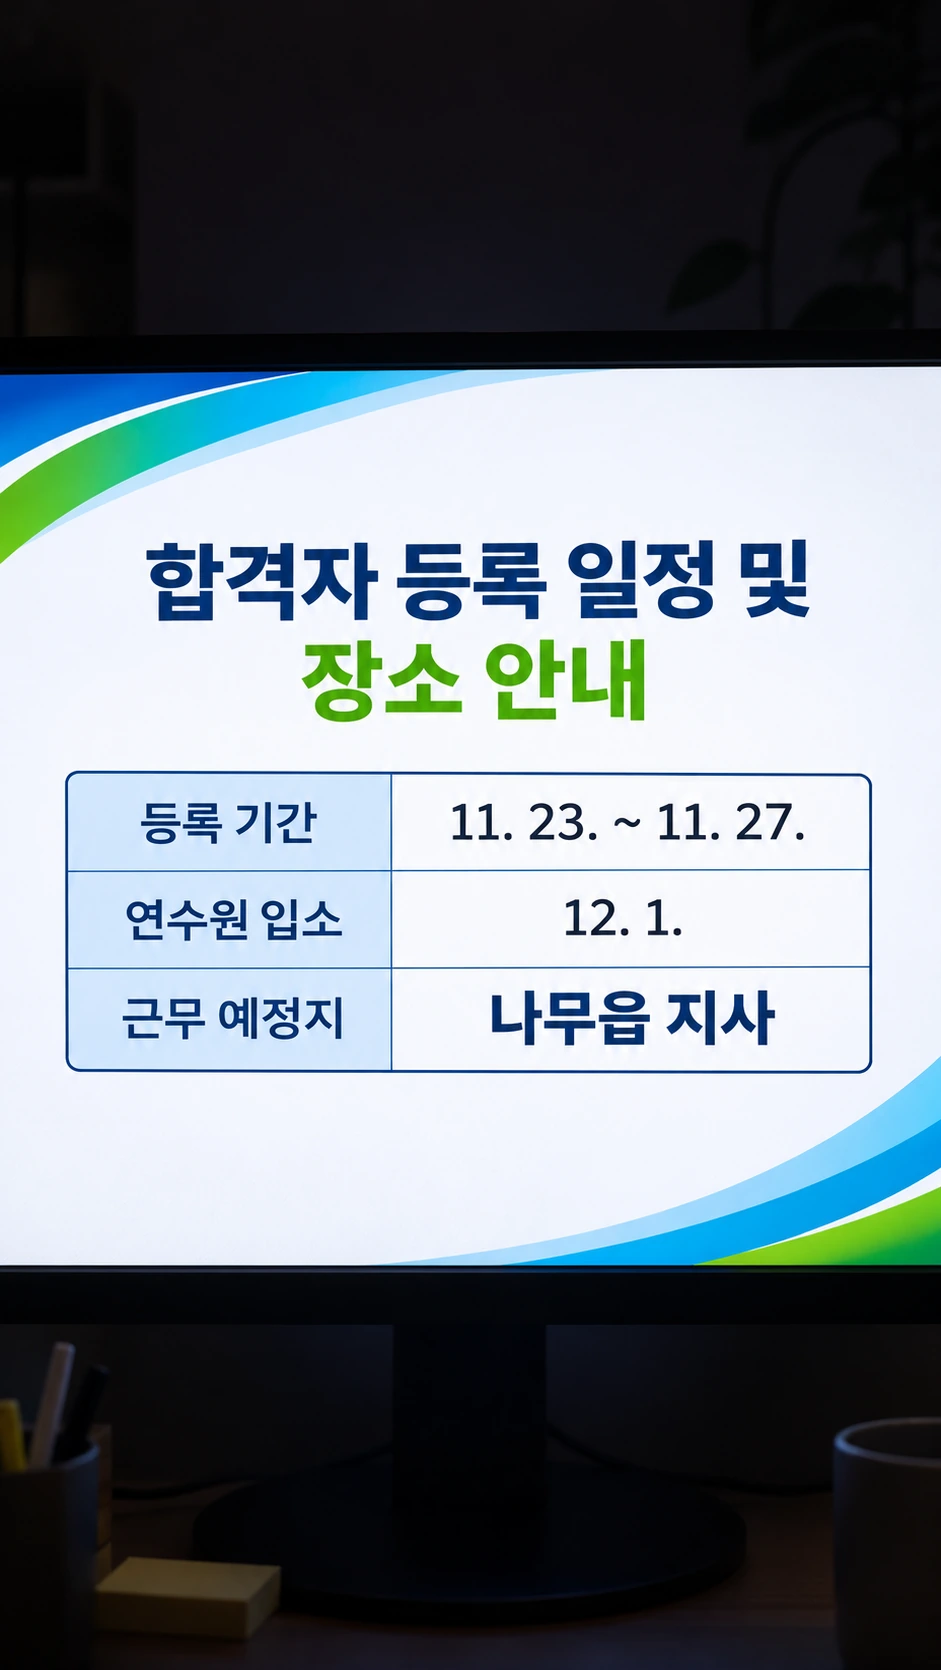 합격자 등록 일정 및
장소 안내
등록 기간 11. 23. ~ 11. 27.
연수원 입소 12. 1.
근무 예정지 나무읍 지사